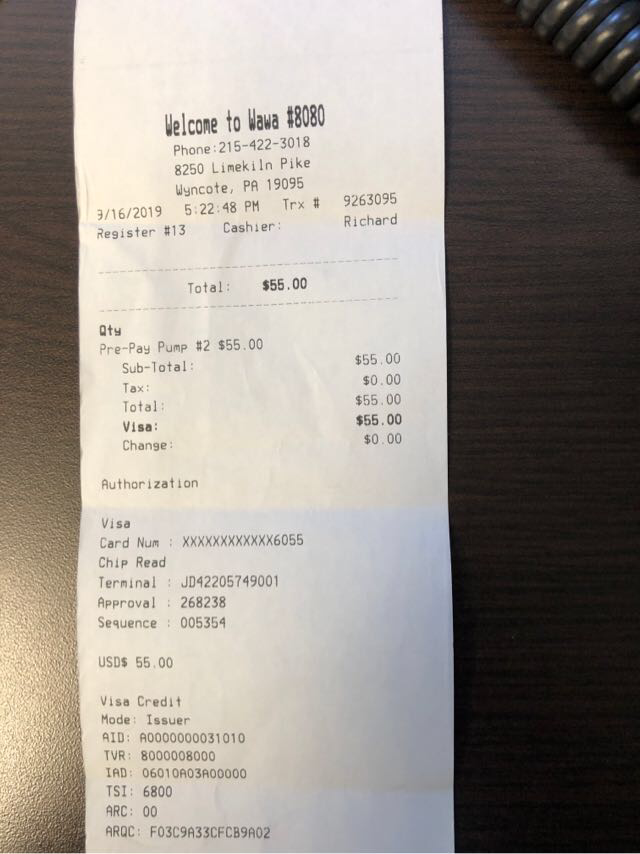 Welcome to Wawa #8080
Phone:215-422-3018
8250 Limekiln Pike
Wyncote, PA 19095
9/16/2019 5:22:48 PM Trx # 9263095
Register #13 Cashier: Richard
Total: $55.00
Qty
Pre-Pay Pump #2 $55.00
Sub-Total: $55.00
Tax: $0.00
Total: $55.00
Visa: $55.00
Change: $0.00
Authorization
Visa
Card Num : XXXXXXXXXXXX6055
Chip Read
Terminal : JD42205749001
Approval : 268238
Sequence : 005354
USD$ 55.00
Visa Credit
Mode: Issuer
AID: A0000000031010
TVR: 8000008000
IAD: 06010A03A00000
TSI: 6800
ARC: 00
ARQC: F03C9A33CFCB9A02